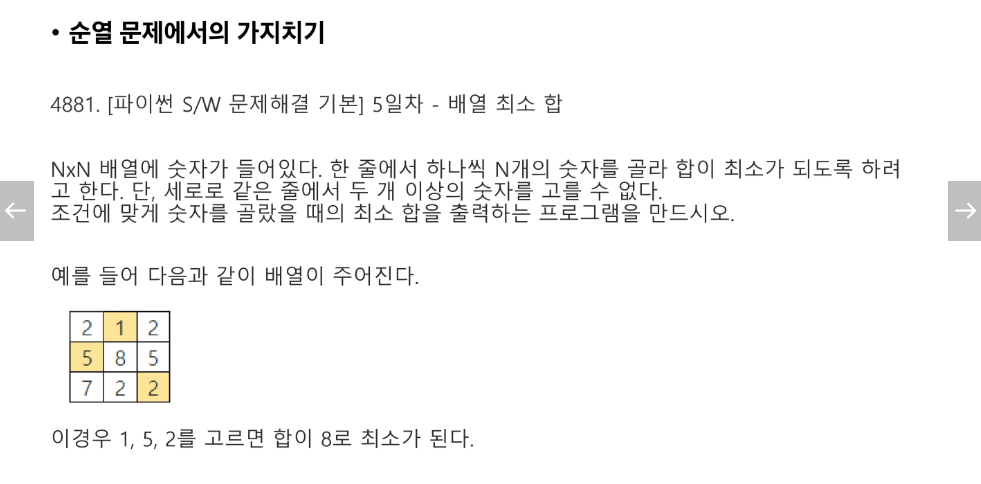 • 순열 문제에서의 가지치기
4881. [파이썬 S/W 문제해결 기본] 5일차 - 배열 최소 합
NxN 배열에 숫자가 들어있다. 한 줄에서 하나씩 N개의 숫자를 골라 합이 최소가 되도록 하려
고 한다. 단, 세로로 같은 줄에서 두 개 이상의 숫자를 고를 수 없다.
조건에 맞게 숫자를 골랐을 때의 최소 합을 출력하는 프로그램을 만드시오.
예를 들어 다음과 같이 배열이 주어진다.
2 1 2
5 8 5
7 2 2
이경우 1, 5, 2를 고르면 합이 8로 최소가 된다.